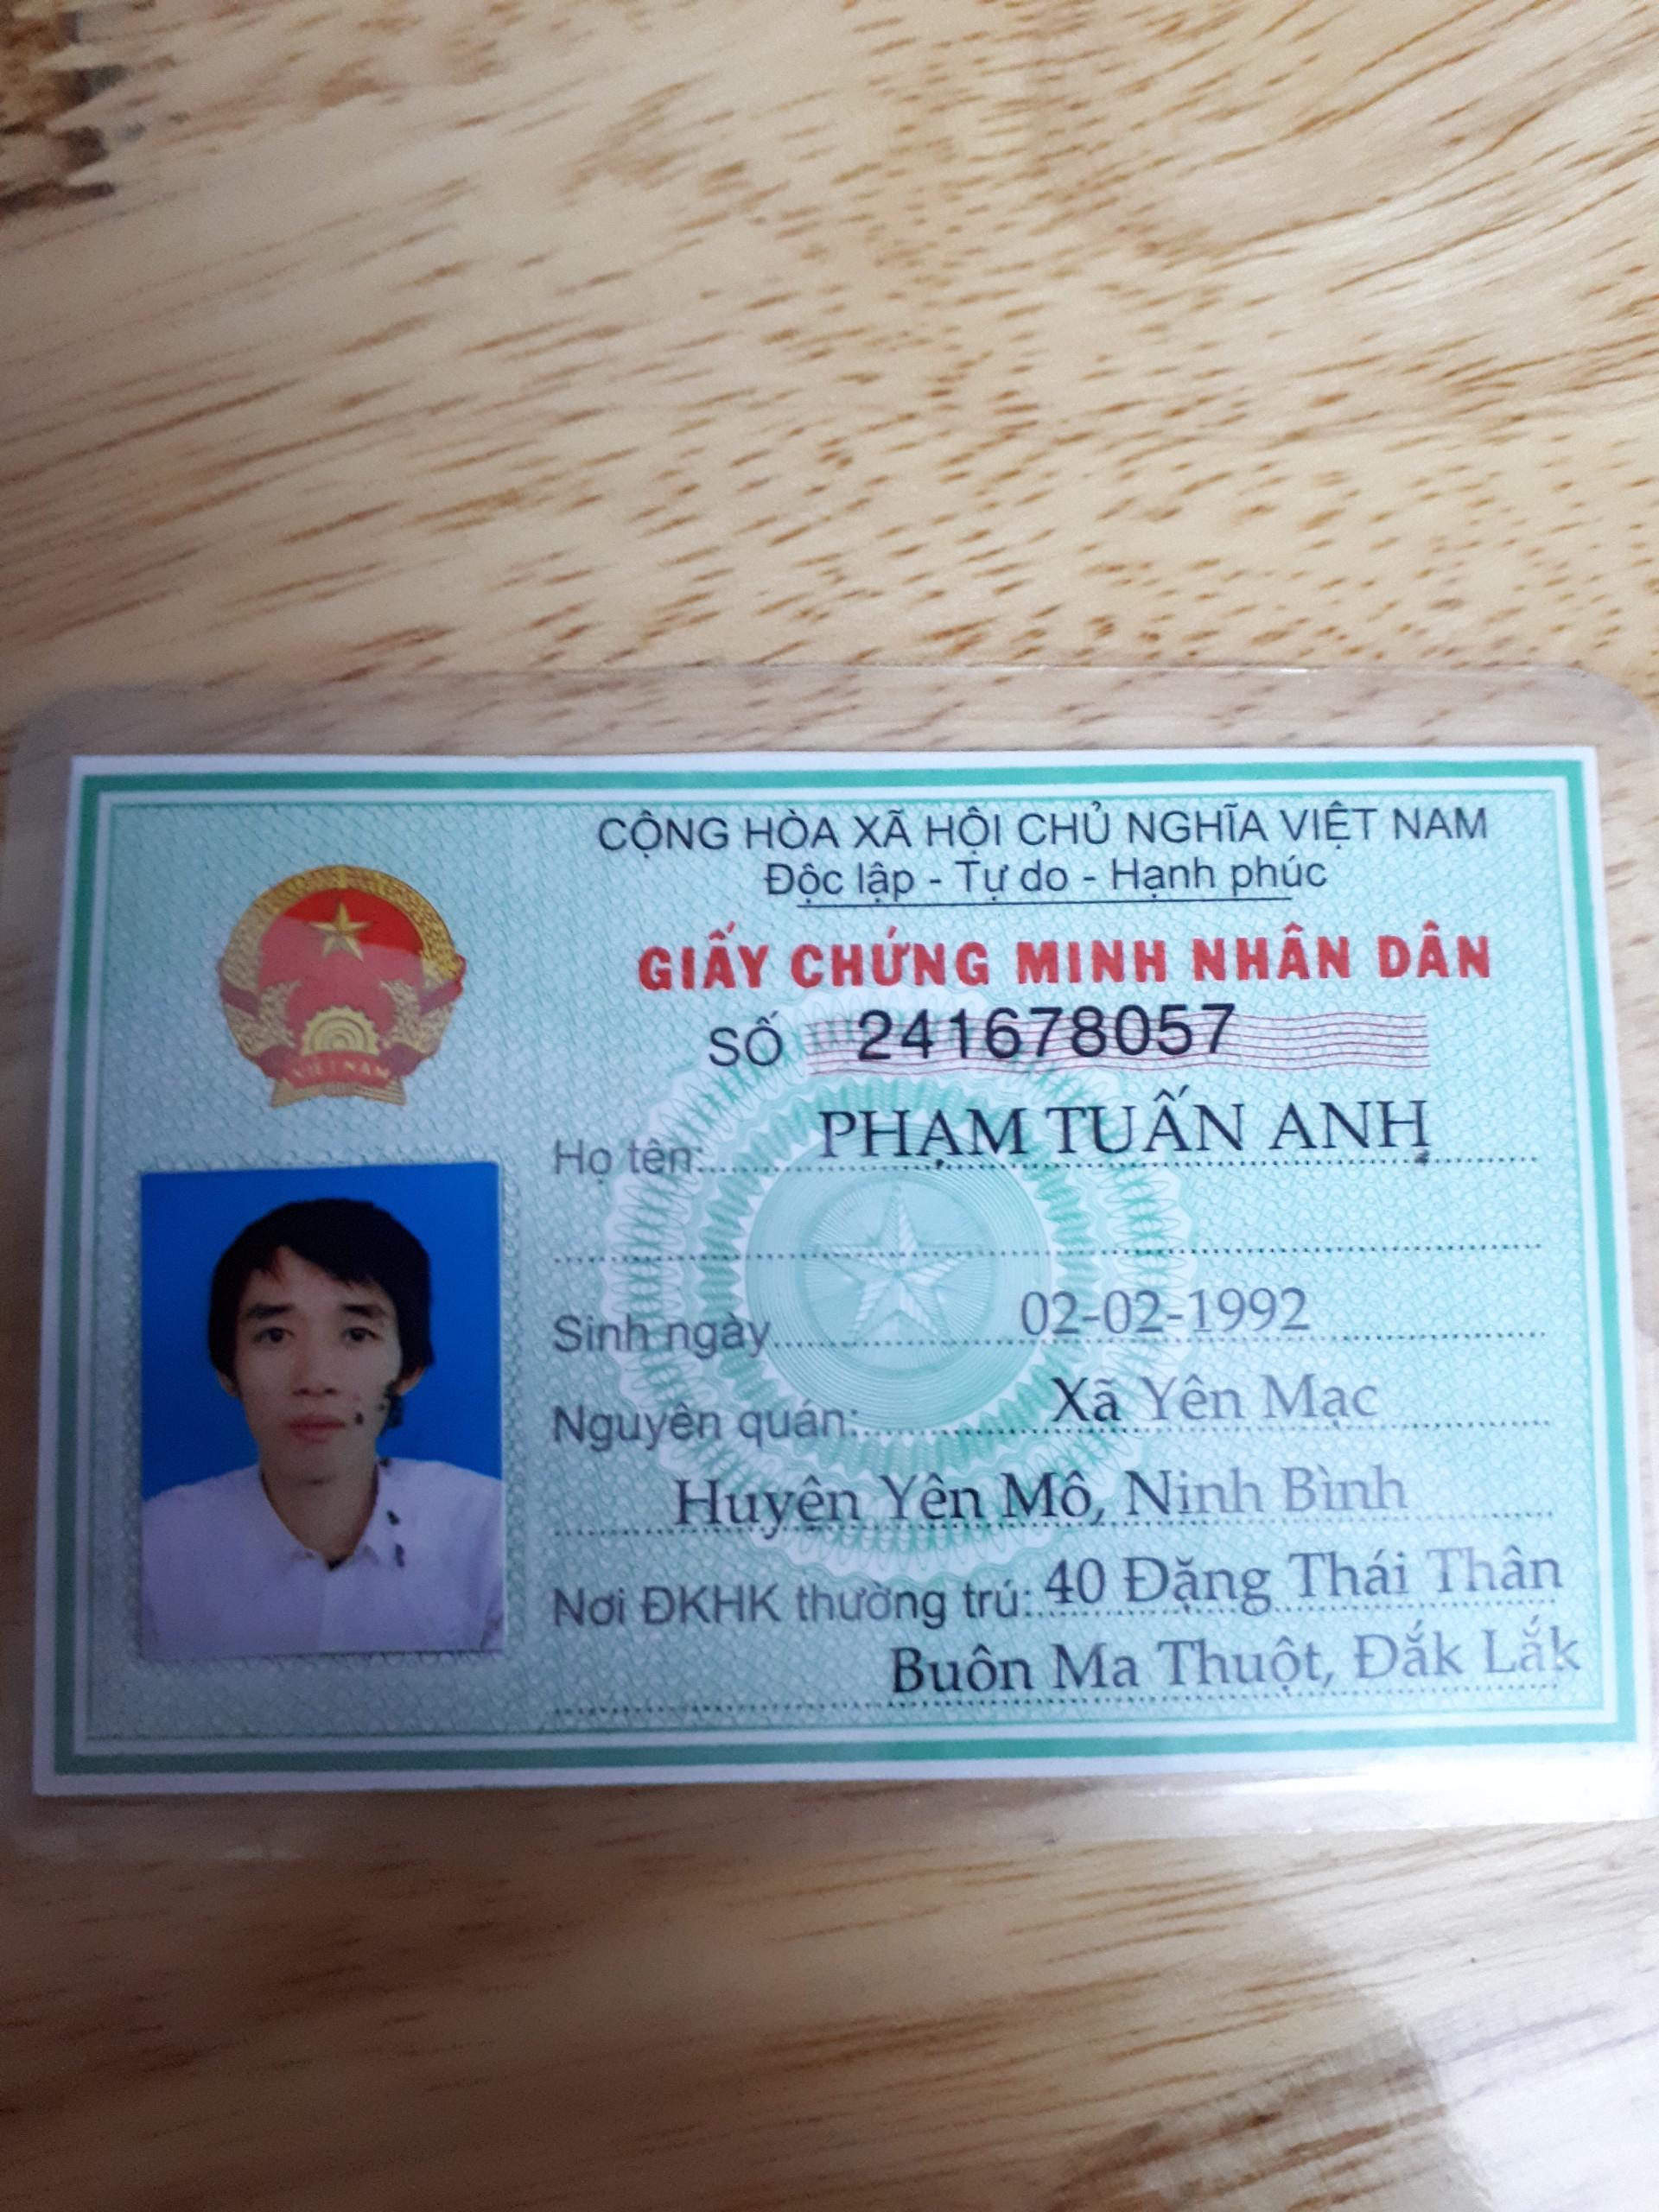 CỘNG HÒA XÃ HỘI CHỦ NGHĨA VIỆT NAM
Độc lập - Tự do - Hạnh phúc
GIẤY CHỨNG MINH NHÂN DÂN
SỐ 241678057
VIỆT NAM
Họ tên: PHẠM TUẤN ANH
Sinh ngày 02-02-1992
Nguyên quán: Xã Yên Mạc
Huyện Yên Mô, Ninh Bình
Nơi ĐKHK thường trú: 40 Đặng Thái Thân
Buôn Ma Thuột, Đắk Lắk